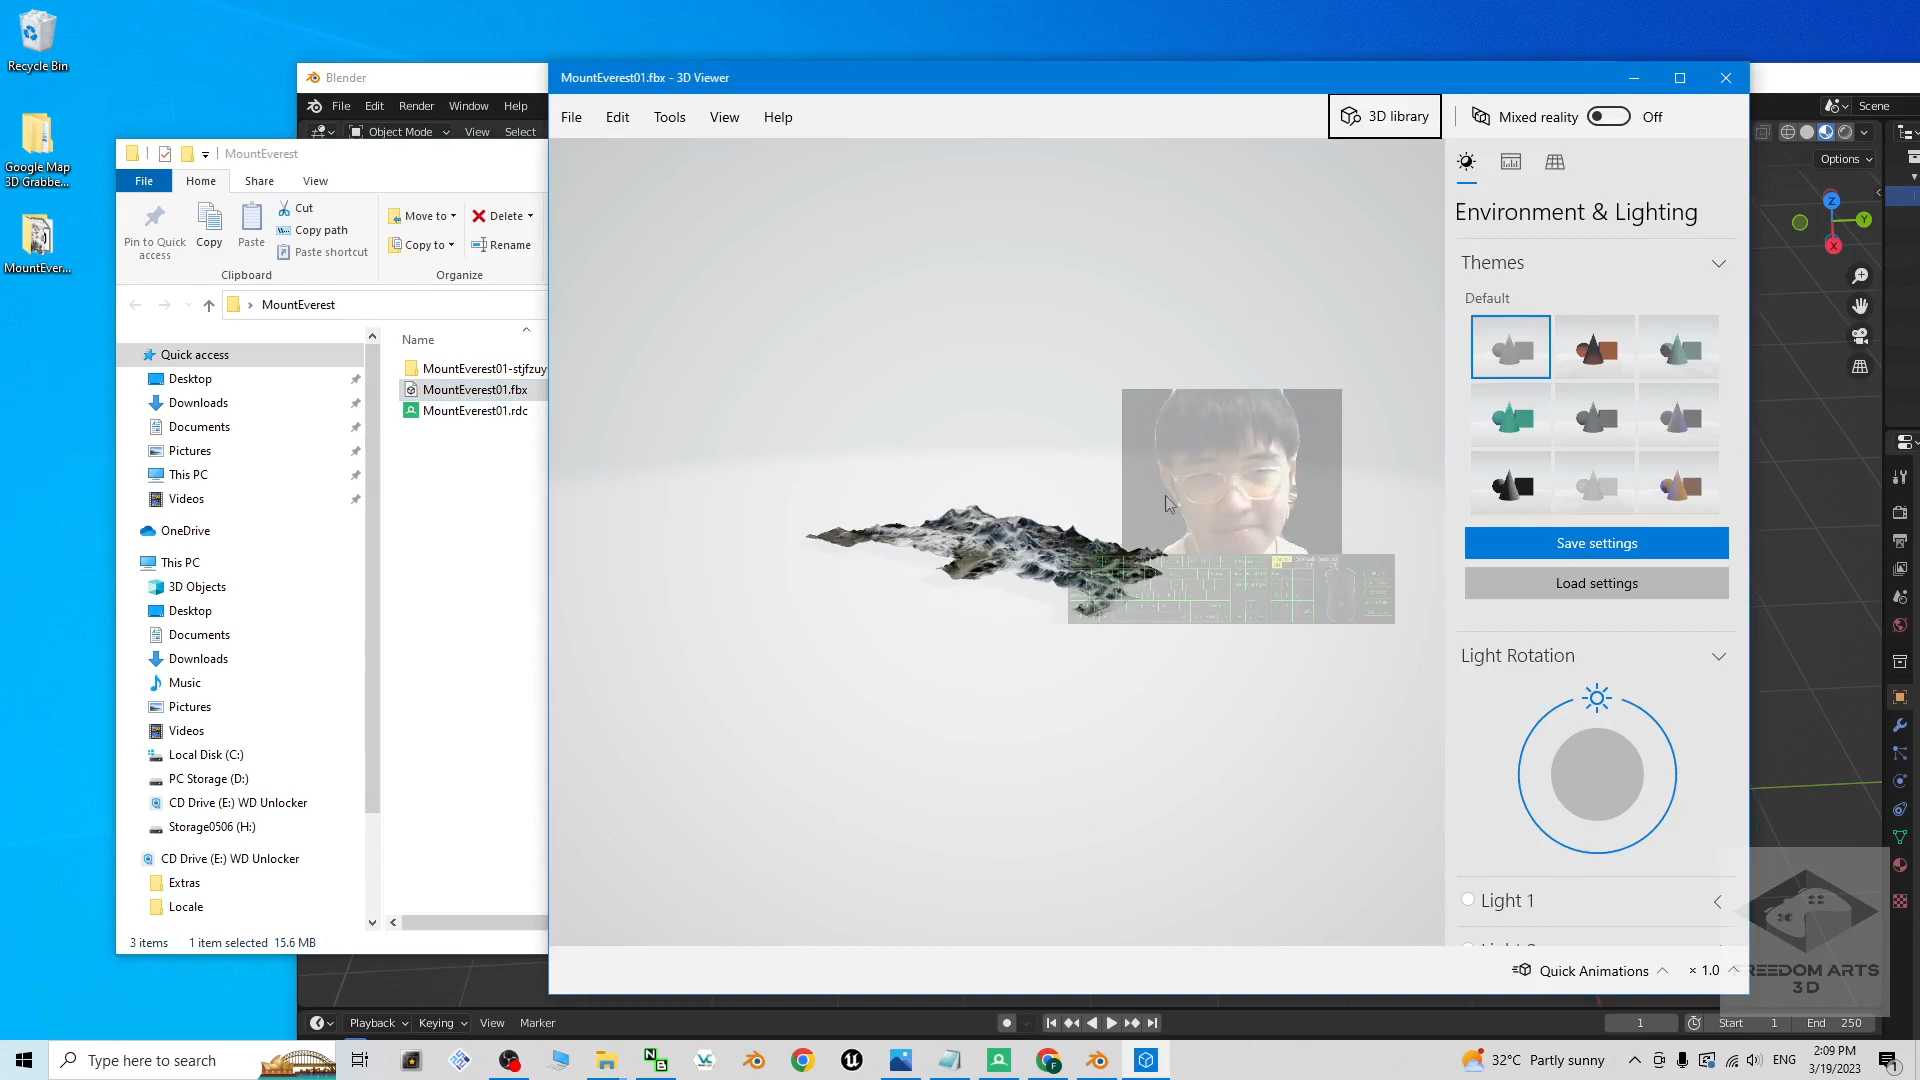 Recycle Bin
Google Map
3D Grabbe...
MountEver...
Blender
File Edit Render Window Help
Object Mode View Select
Scene
Options
Z
Y
X
MountEverest
File Home Share View
Pin to Quick
access
Copy
Paste
Cut
Copy path
Paste shortcut
Clipboard
Move to
Copy to
Delete
Rename
Organize
MountEverest
Name
MountEverest01-stjfzuy
MountEverest01.fbx
MountEverest01.rdc
Quick access
Desktop
Downloads
Documents
Pictures
This PC
Videos
OneDrive
This PC
3D Objects
Desktop
Documents
Downloads
Music
Pictures
Videos
Local Disk (C:)
PC Storage (D:)
CD Drive (E:) WD Unlocker
Storage0506 (H:)
CD Drive (E:) WD Unlocker
Extras
Locale
3 items 1 item selected 15.6 MB
MountEverest01.fbx - 3D Viewer
File Edit Tools View Help
3D library
Mixed reality Off
Environment & Lighting
Themes
Default
Save settings
Load settings
Light Rotation
Light 1
Quick Animations × 1.0
REEDOM ARTS
3D
Playback Keying View Marker
1 Start 1 End 250
Type here to search
32°C Partly sunny
ENG
2:09 PM
3/19/2023
1